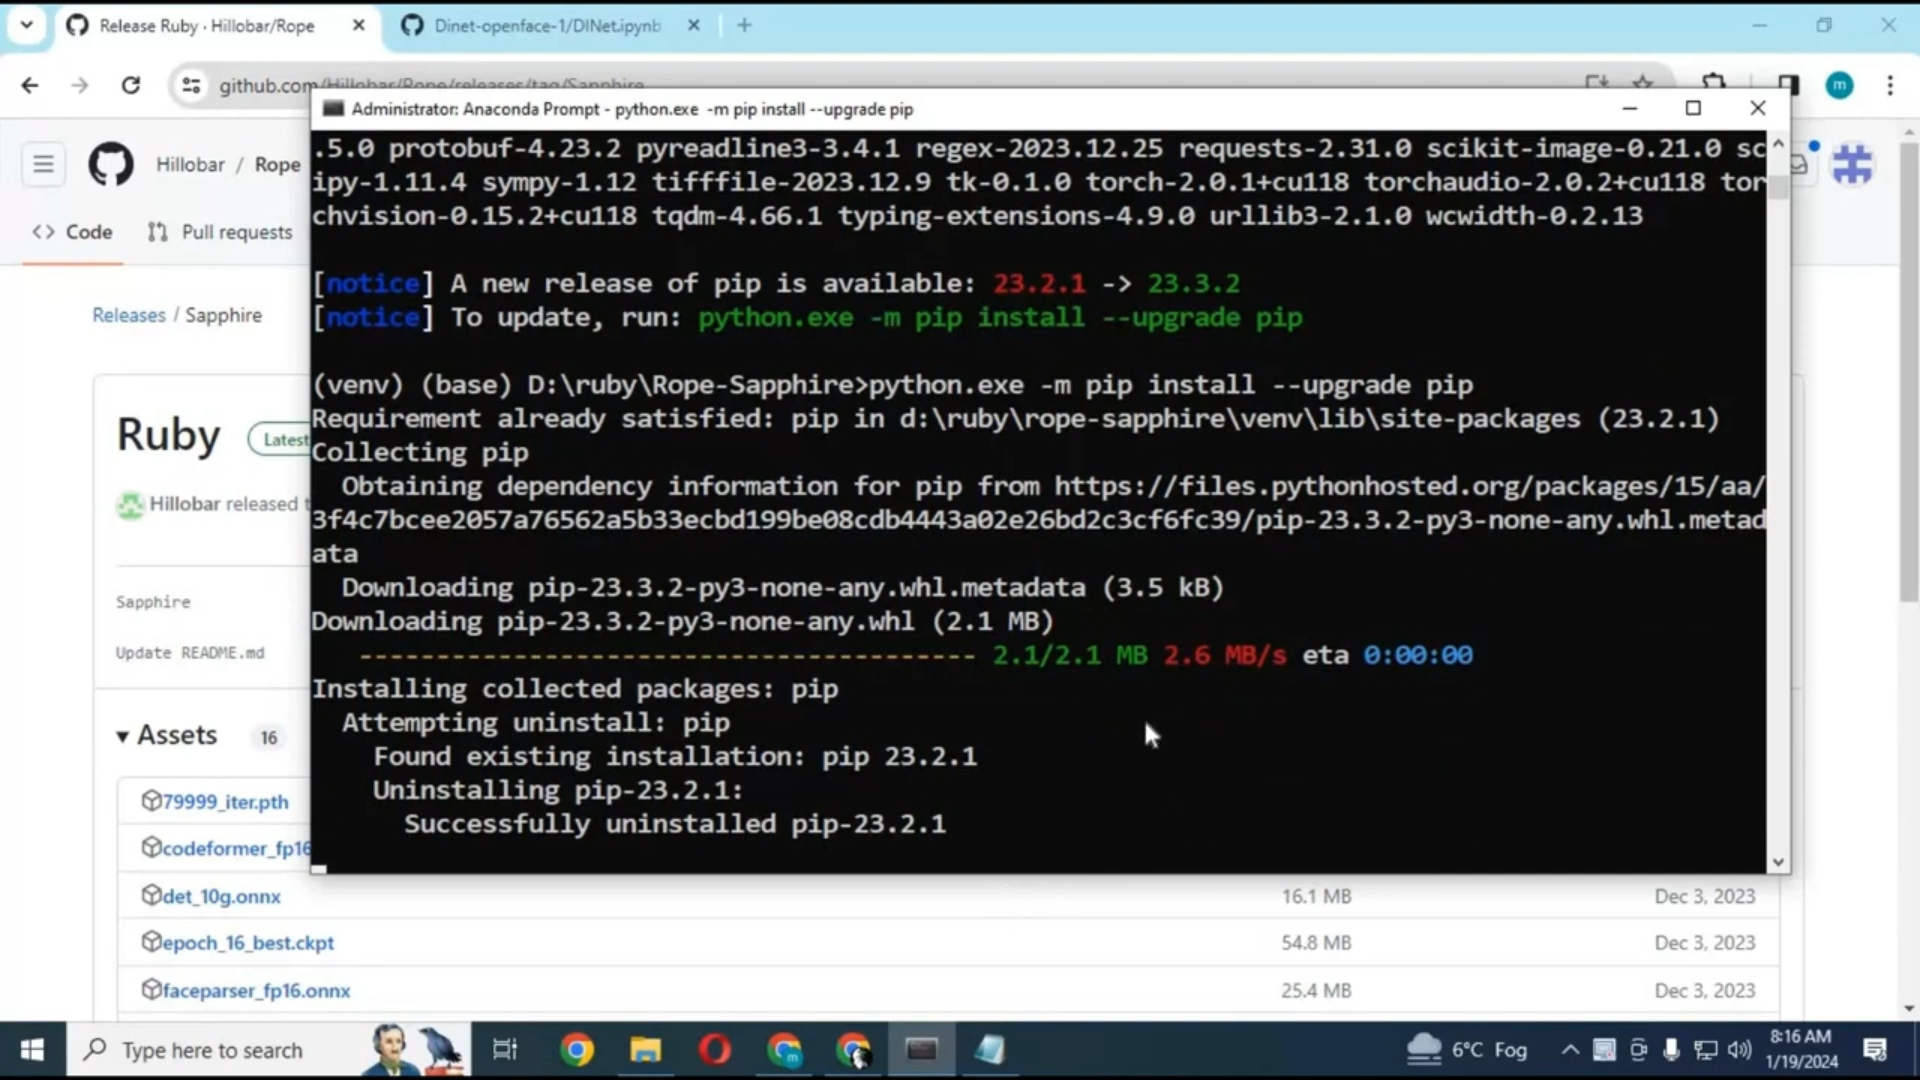 Release Ruby · Hillobar/Rope
Dinet-openface-1/DINet.ipynb
github.com/Hillobar/Rope/releases/tag/Sapphire
m
Administrator: Anaconda Prompt - python.exe -m pip install --upgrade pip
Hillobar / Rope
Code
Pull requests
Releases / Sapphire
Ruby
Latest
Hillobar released
Sapphire
Update README.md
Assets 16
79999_iter.pth
codeformer_fp16
.5.0 protobuf-4.23.2 pyreadline3-3.4.1 regex-2023.12.25 requests-2.31.0 scikit-image-0.21.0 sc
ipy-1.11.4 sympy-1.12 tifffile-2023.12.9 tk-0.1.0 torch-2.0.1+cu118 torchaudio-2.0.2+cu118 tor
chvision-0.15.2+cu118 tqdm-4.66.1 typing-extensions-4.9.0 urllib3-2.1.0 wcwidth-0.2.13
[notice] A new release of pip is available: 23.2.1 -> 23.3.2
[notice] To update, run: python.exe -m pip install --upgrade pip
(venv) (base) D:\ruby\Rope-Sapphire>python.exe -m pip install --upgrade pip
Requirement already satisfied: pip in d:\ruby\rope-sapphire\venv\lib\site-packages (23.2.1)
Collecting pip
Obtaining dependency information for pip from https://files.pythonhosted.org/packages/15/aa/
3f4c7bcee2057a76562a5b33ecbd199be08cdb4443a02e26bd2c3cf6fc39/pip-23.3.2-py3-none-any.whl.metad
ata
Downloading pip-23.3.2-py3-none-any.whl.metadata (3.5 kB)
Downloading pip-23.3.2-py3-none-any.whl (2.1 MB)
---------------------------------------- 2.1/2.1 MB 2.6 MB/s eta 0:00:00
Installing collected packages: pip
Attempting uninstall: pip
Found existing installation: pip 23.2.1
Uninstalling pip-23.2.1:
Successfully uninstalled pip-23.2.1
det_10g.onnx 16.1 MB Dec 3, 2023
epoch_16_best.ckpt 54.8 MB Dec 3, 2023
faceparser_fp16.onnx 25.4 MB Dec 3, 2023
Type here to search
m
6°C Fog
8:16 AM
1/19/2024